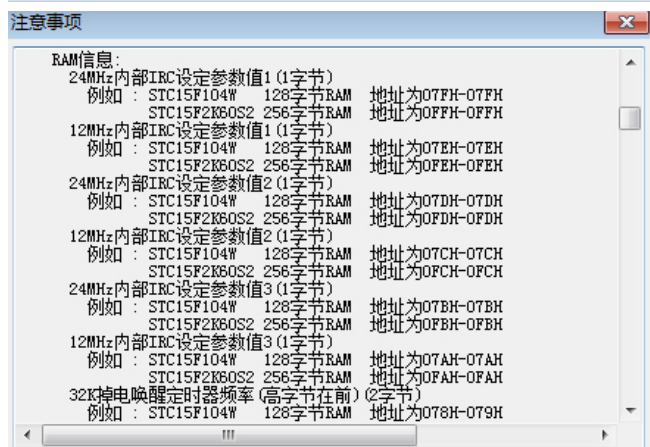 注意事项
RAM信息:
24MHz内部IRC设定参数值1(1字节)
例如 : STC15F104W 128字节RAM 地址为07FH-07FH
STC15F2K60S2 256字节RAM 地址为0FFH-0FFH
12MHz内部IRC设定参数值1(1字节)
例如 : STC15F104W 128字节RAM 地址为07EH-07EH
STC15F2K60S2 256字节RAM 地址为0FEH-0FEH
24MHz内部IRC设定参数值2(1字节)
例如 : STC15F104W 128字节RAM 地址为07DH-07DH
STC15F2K60S2 256字节RAM 地址为0FDH-0FDH
12MHz内部IRC设定参数值2(1字节)
例如 : STC15F104W 128字节RAM 地址为07CH-07CH
STC15F2K60S2 256字节RAM 地址为0FCH-0FCH
24MHz内部IRC设定参数值3(1字节)
例如 : STC15F104W 128字节RAM 地址为07BH-07BH
STC15F2K60S2 256字节RAM 地址为0FBH-0FBH
12MHz内部IRC设定参数值3(1字节)
例如 : STC15F104W 128字节RAM 地址为07AH-07AH
STC15F2K60S2 256字节RAM 地址为0FAH-0FAH
32K掉电唤醒定时器频率(高字节在前)(2字节)
例如 : STC15F104W 128字节RAM 地址为078H-079H